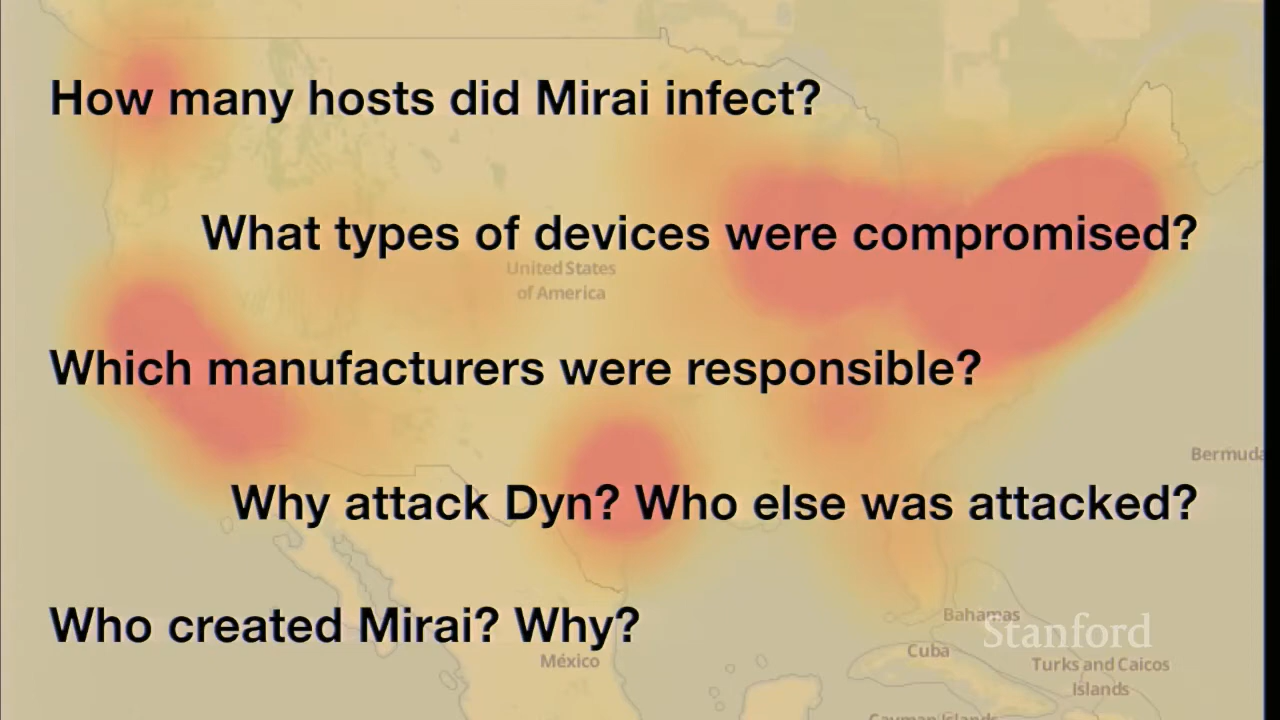 How many hosts did Mirai infect?
What types of devices were compromised?
United States
of America
Which manufacturers were responsible?
Bermuda
Why attack Dyn? Who else was attacked?
Bahamas
Who created Mirai? Why?
Stanford
Cuba
México
Turks and Caicos
Islands
Cayman Islands